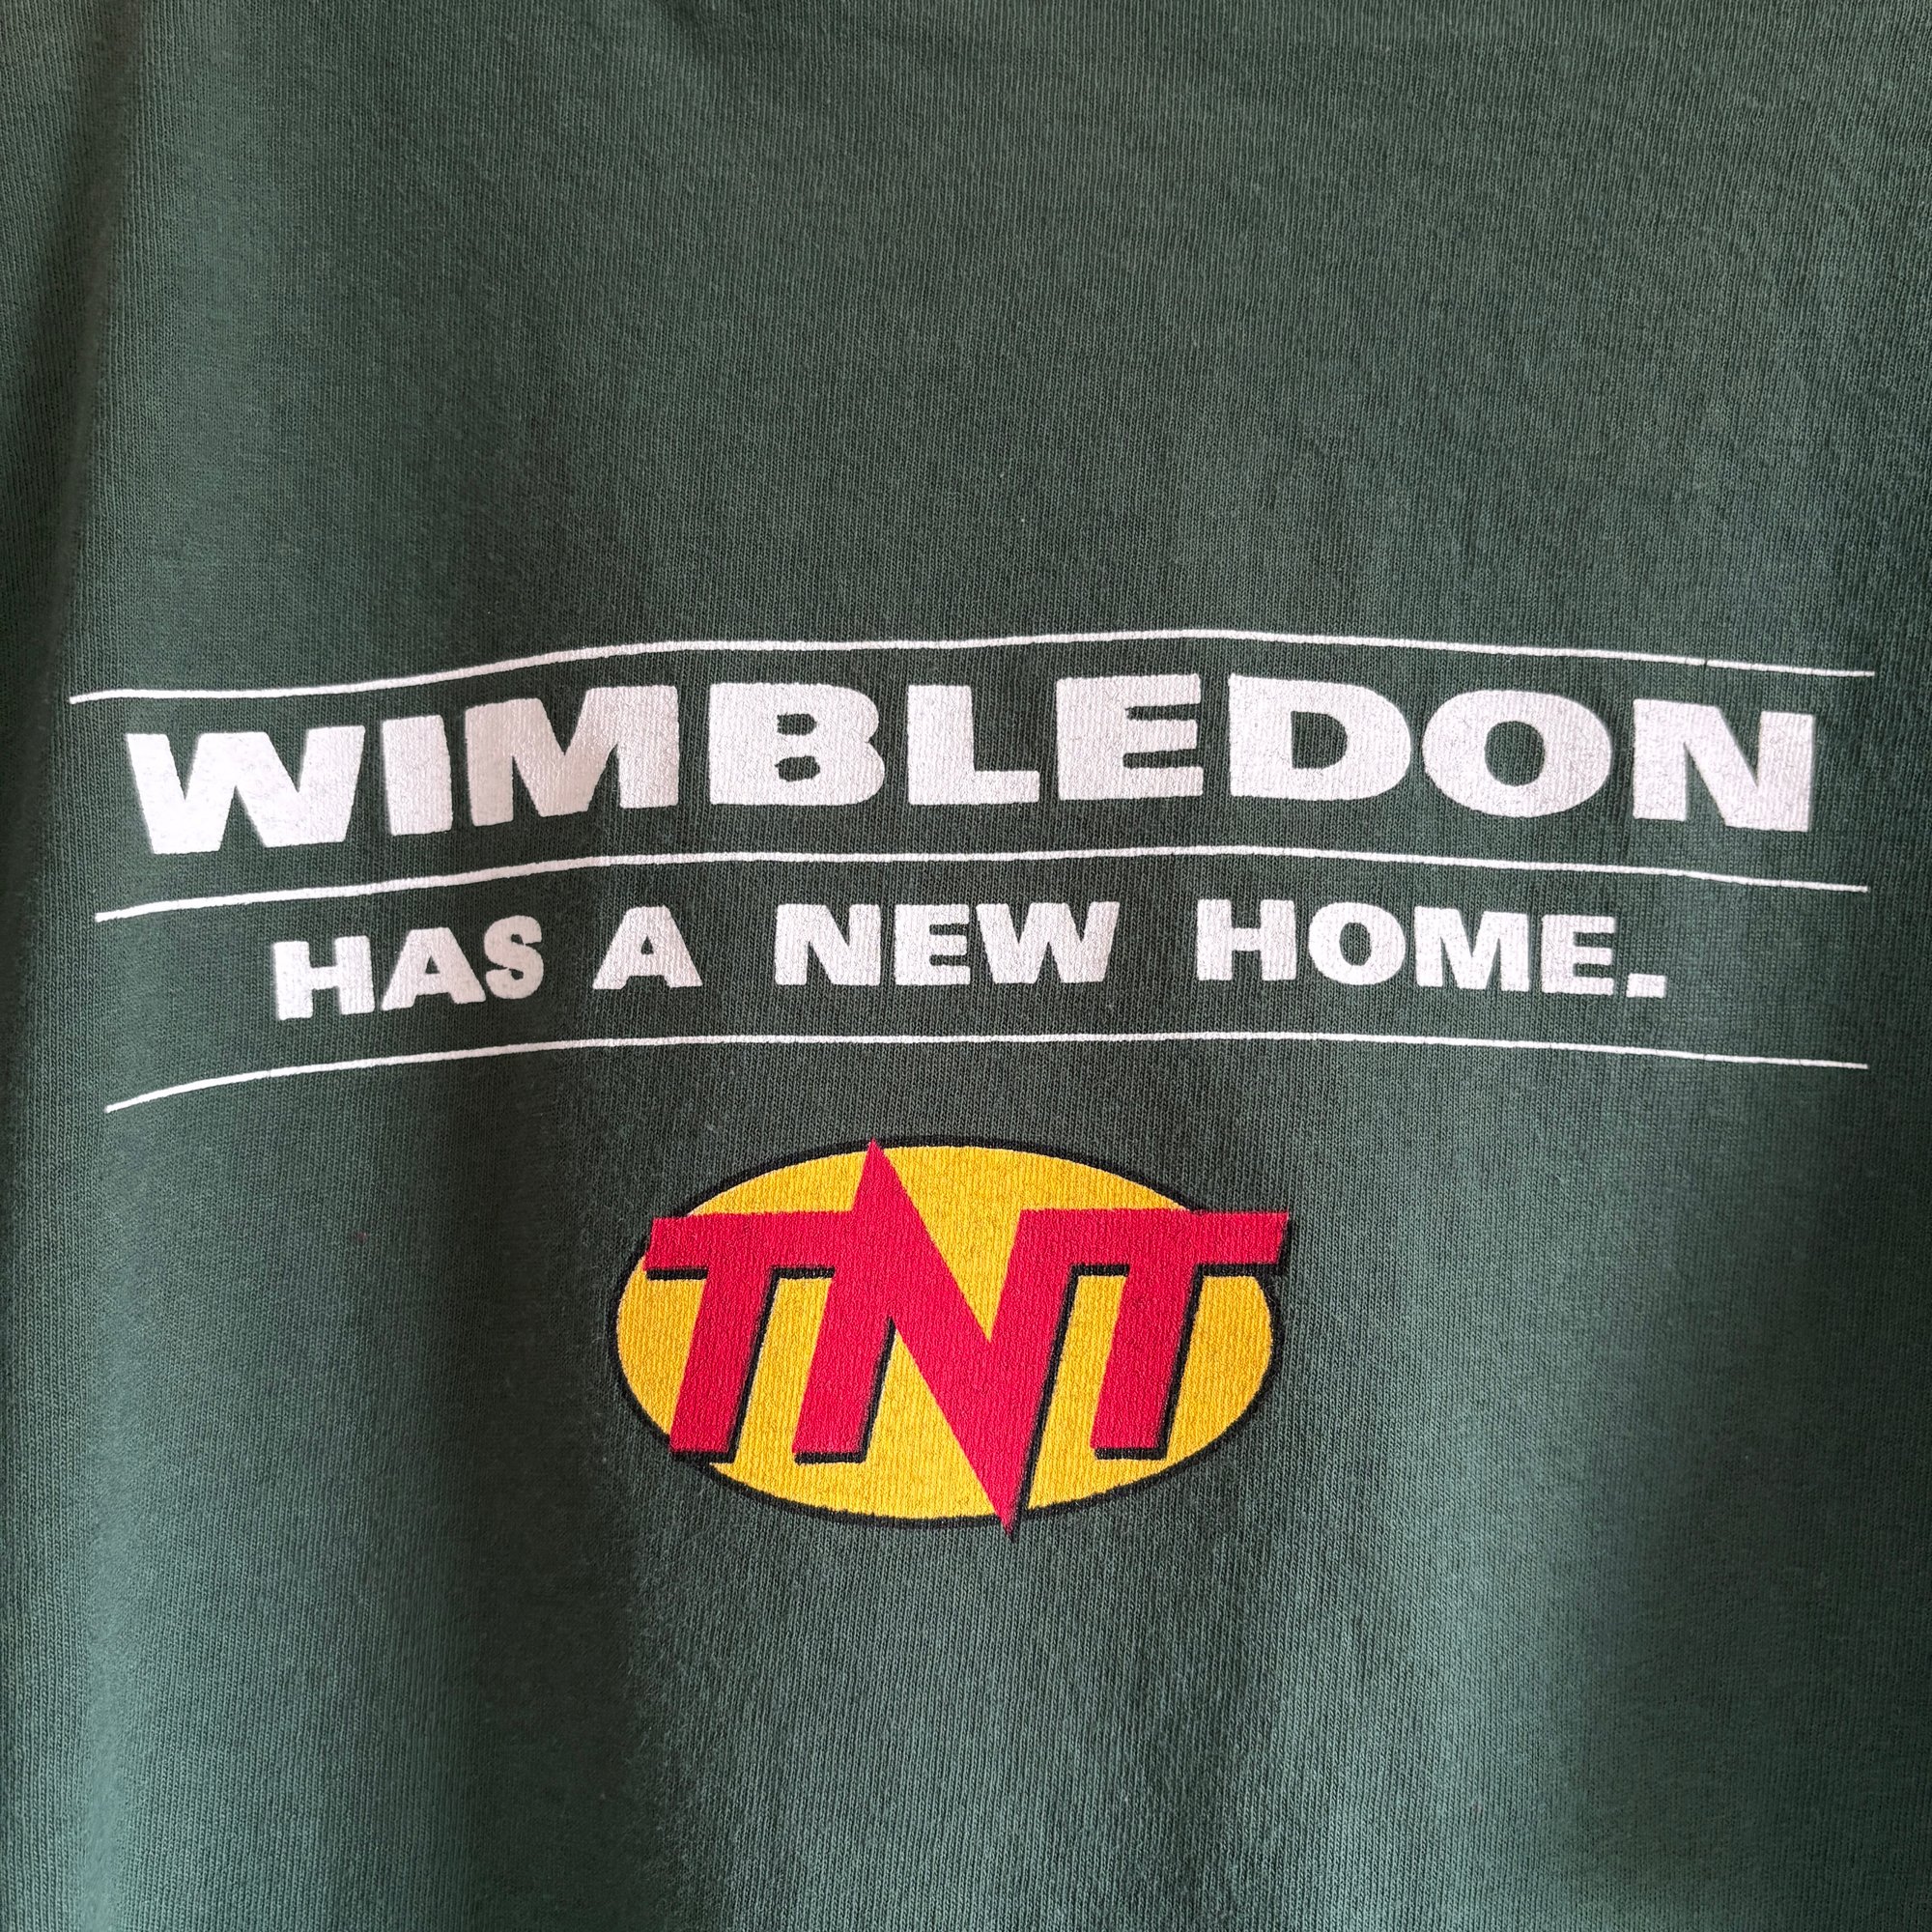 WIMBLEDON
HAS A NEW HOME.
TNT